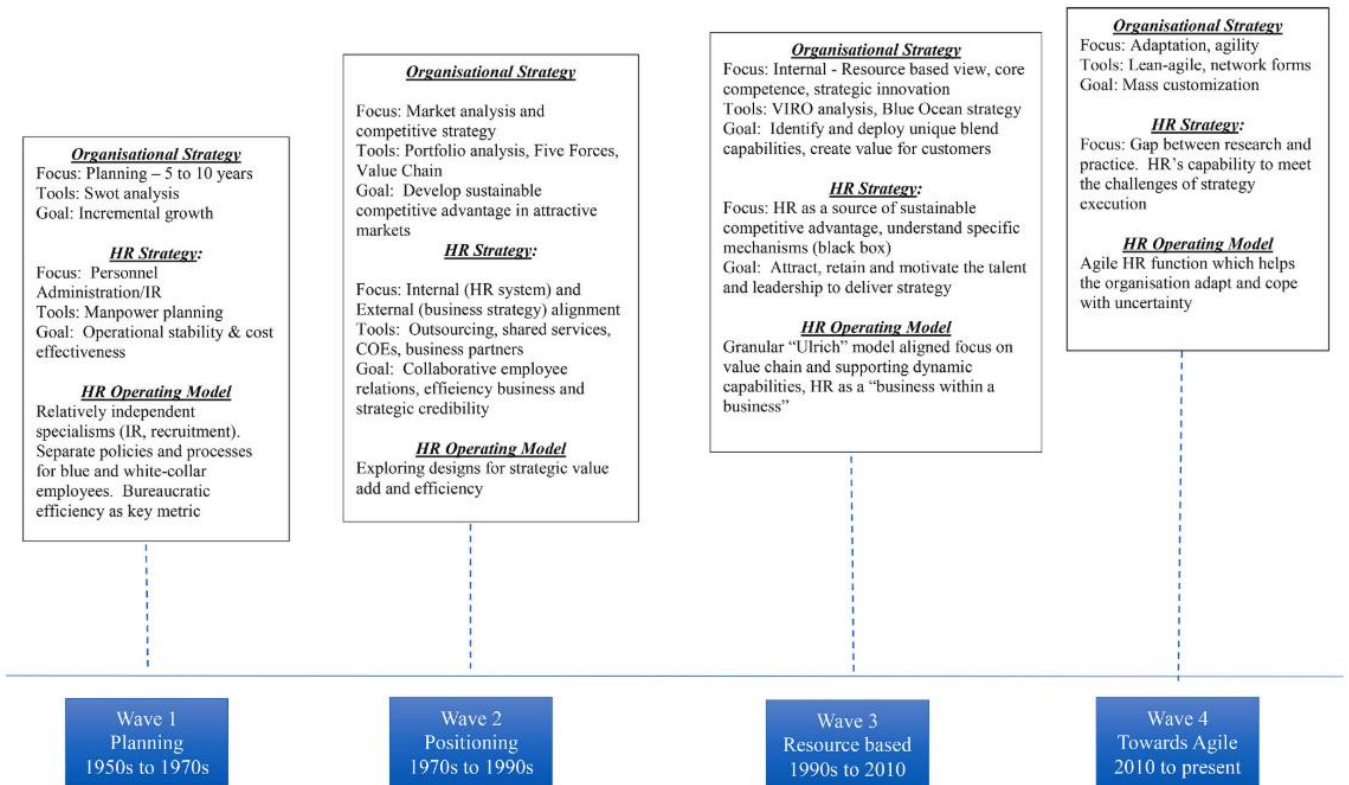 Organisational Strategy
Focus: Planning – 5 to 10 years
Tools: Swot analysis
Goal: Incremental growth
HR Strategy:
Focus: Personnel
Administration/IR
Tools: Manpower planning
Goal: Operational stability & cost
effectiveness
HR Operating Model
Relatively independent
specialisms (IR, recruitment).
Separate policies and processes
for blue and white-collar
employees. Bureaucratic
efficiency as key metric
Organisational Strategy
Focus: Market analysis and
competitive strategy
Tools: Portfolio analysis, Five Forces,
Value Chain
Goal: Develop sustainable
competitive advantage in attractive
markets
HR Strategy:
Focus: Internal (HR system) and
External (business strategy) alignment
Tools: Outsourcing, shared services,
COEs, business partners
Goal: Collaborative employee
relations, efficiency business and
strategic credibility
HR Operating Model
Exploring designs for strategic value
add and efficiency
Organisational Strategy
Focus: Internal - Resource based view, core
competence, strategic innovation
Tools: VIRO analysis, Blue Ocean strategy
Goal: Identify and deploy unique blend
capabilities, create value for customers
HR Strategy:
Focus: HR as a source of sustainable
competitive advantage, understand specific
mechanisms (black box)
Goal: Attract, retain and motivate the talent
and leadership to deliver strategy
HR Operating Model
Granular “Ulrich” model aligned focus on
value chain and supporting dynamic
capabilities, HR as a “business within a
business”
Organisational Strategy
Focus: Adaptation, agility
Tools: Lean-agile, network forms
Goal: Mass customization
HR Strategy:
Focus: Gap between research and
practice. HR’s capability to meet
the challenges of strategy
execution
HR Operating Model
Agile HR function which helps
the organisation adapt and cope
with uncertainty
Wave 1
Planning
1950s to 1970s
Wave 2
Positioning
1970s to 1990s
Wave 3
Resource based
1990s to 2010
Wave 4
Towards Agile
2010 to present